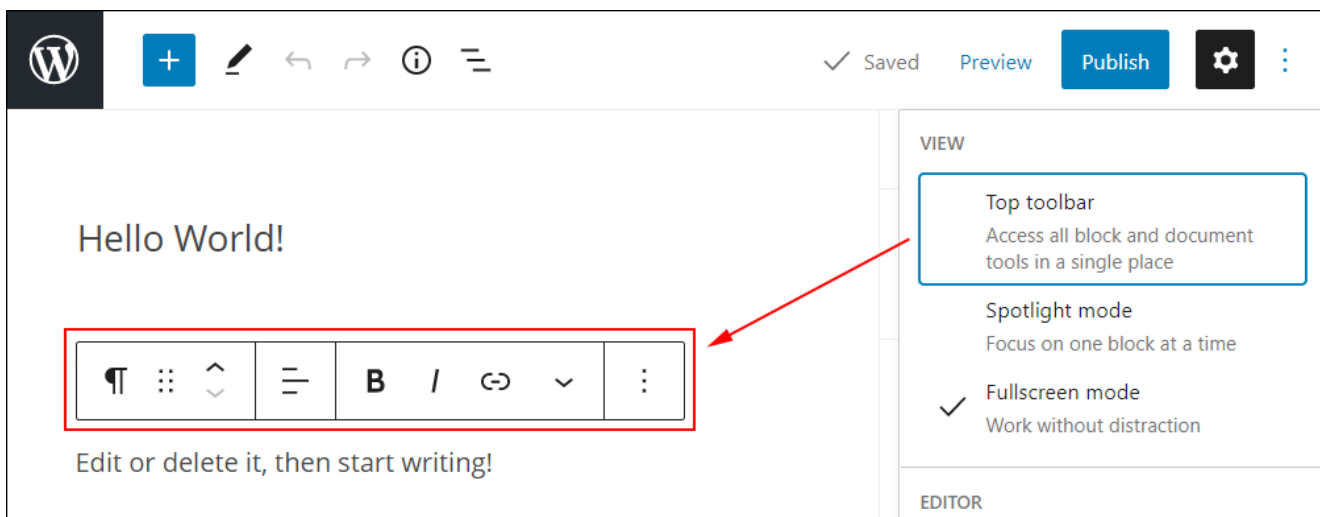 Saved Preview Publish
VIEW
Top toolbar
Access all block and document
tools in a single place
Hello World!
Spotlight mode
Focus on one block at a time
B I
Fullscreen mode
Work without distraction
Edit or delete it, then start writing!
EDITOR